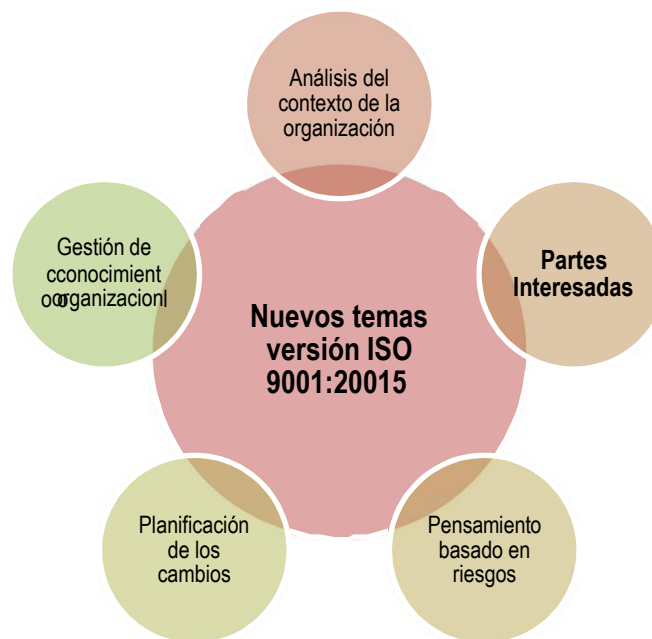 Análisis del
contexto de la
organización
Partes
Interesadas
Pensamiento
basado en
riesgos
Planificación
de los
cambios
Gestión de
cconocimient
ooorganizacionl
Nuevos temas
versión ISO
9001:20015